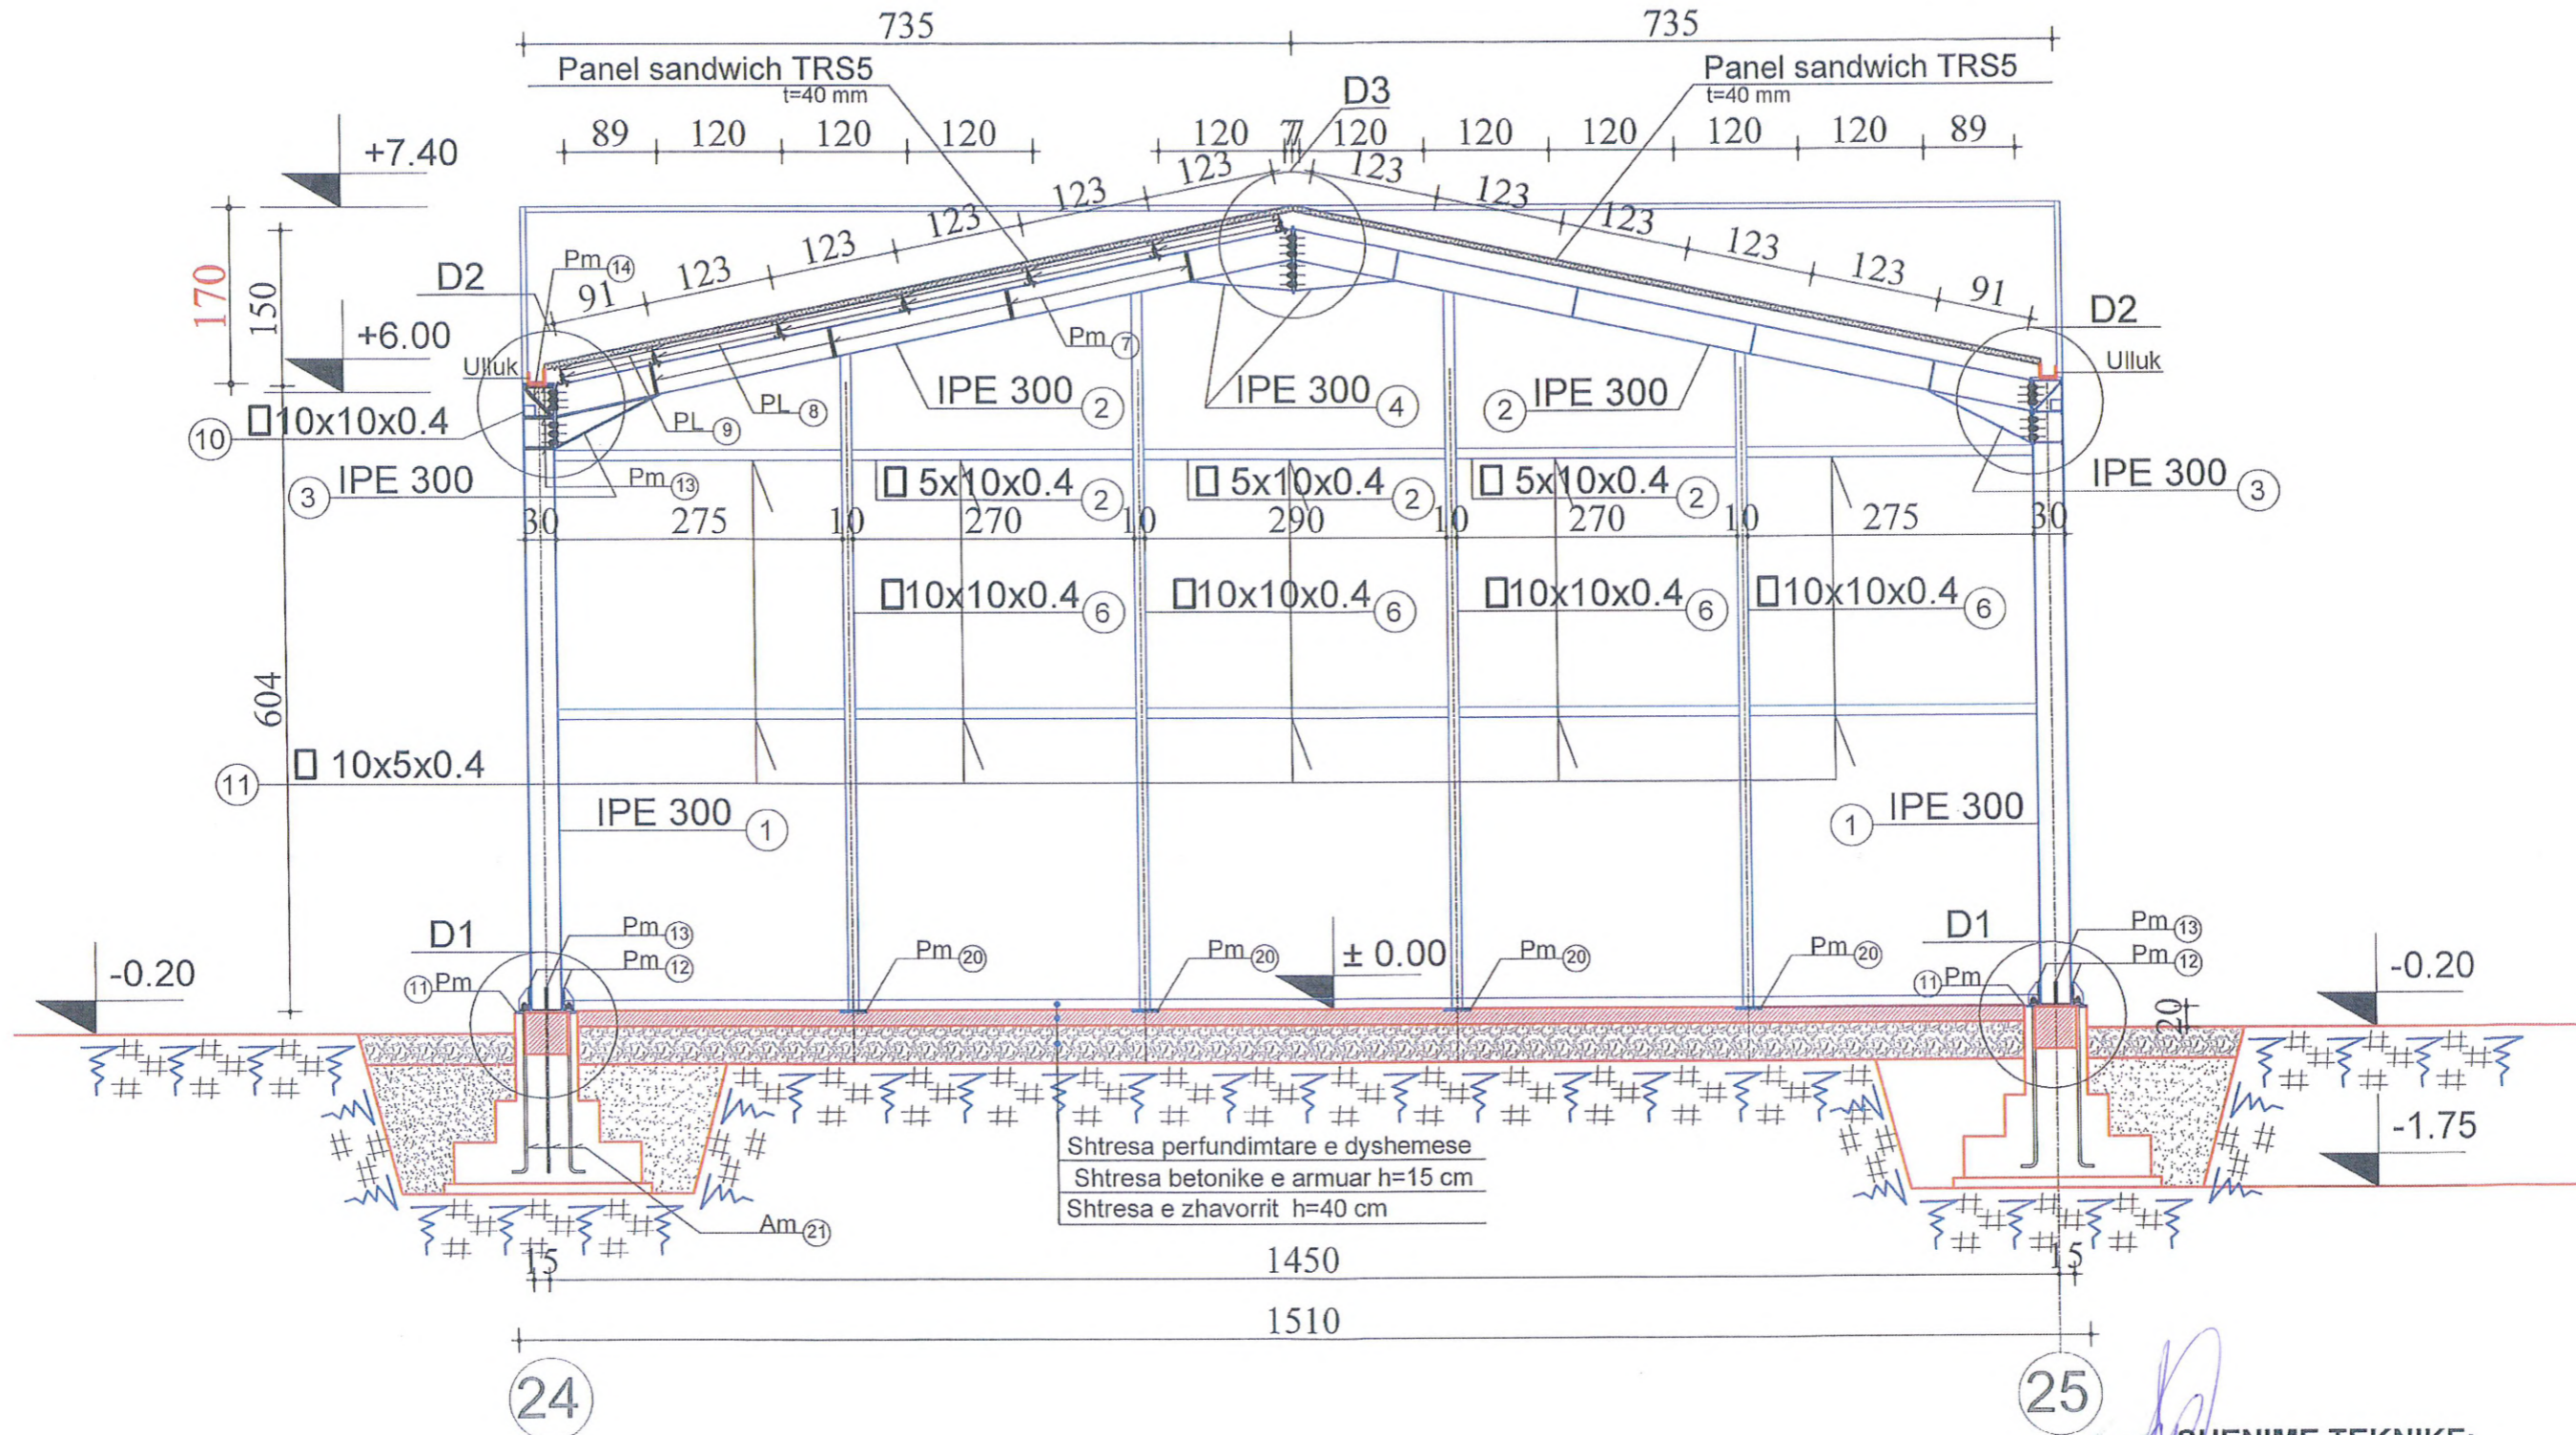 735 735
Panel sandwich TRS5 Panel sandwich TRS5
t=40 mm t=40 mm
D3
89 120 120 120 120 7 7 120 120 120 120 120 89
+7.40
123 123
123 123
123 123
123 123
123 123
91 91
Pm 14
D2 D2
170
150
+6.00
Ulluk Ulluk
Pm 7
IPE 300 2 IPE 300 4 2 IPE 300
PL 8
PL 9
10 10x10x0.4
3 IPE 300 IPE 300 3
Pm 13
5x10x0.4 2 5x10x0.4 2 5x10x0.4 2
30 275 10 270 10 290 10 270 10 275 30
10x10x0.4 6 10x10x0.4 6 10x10x0.4 6 10x10x0.4 6
604
11 10x5x0.4
IPE 300 1 1 IPE 300
D1 Pm 13 D1 Pm 13
Pm 12 Pm 12
Pm 20 Pm 20 Pm 20 Pm 20
± 0.00
-0.20 11 Pm 11 Pm -0.20
20
-1.75
Shtresa perfundimtare e dyshemese
Shtresa betonike e armuar h=15 cm
Shtresa e zhavorrit h=40 cm
Am 21
15 1450 15
1510
24 25
SHENIME TEKNIKE: